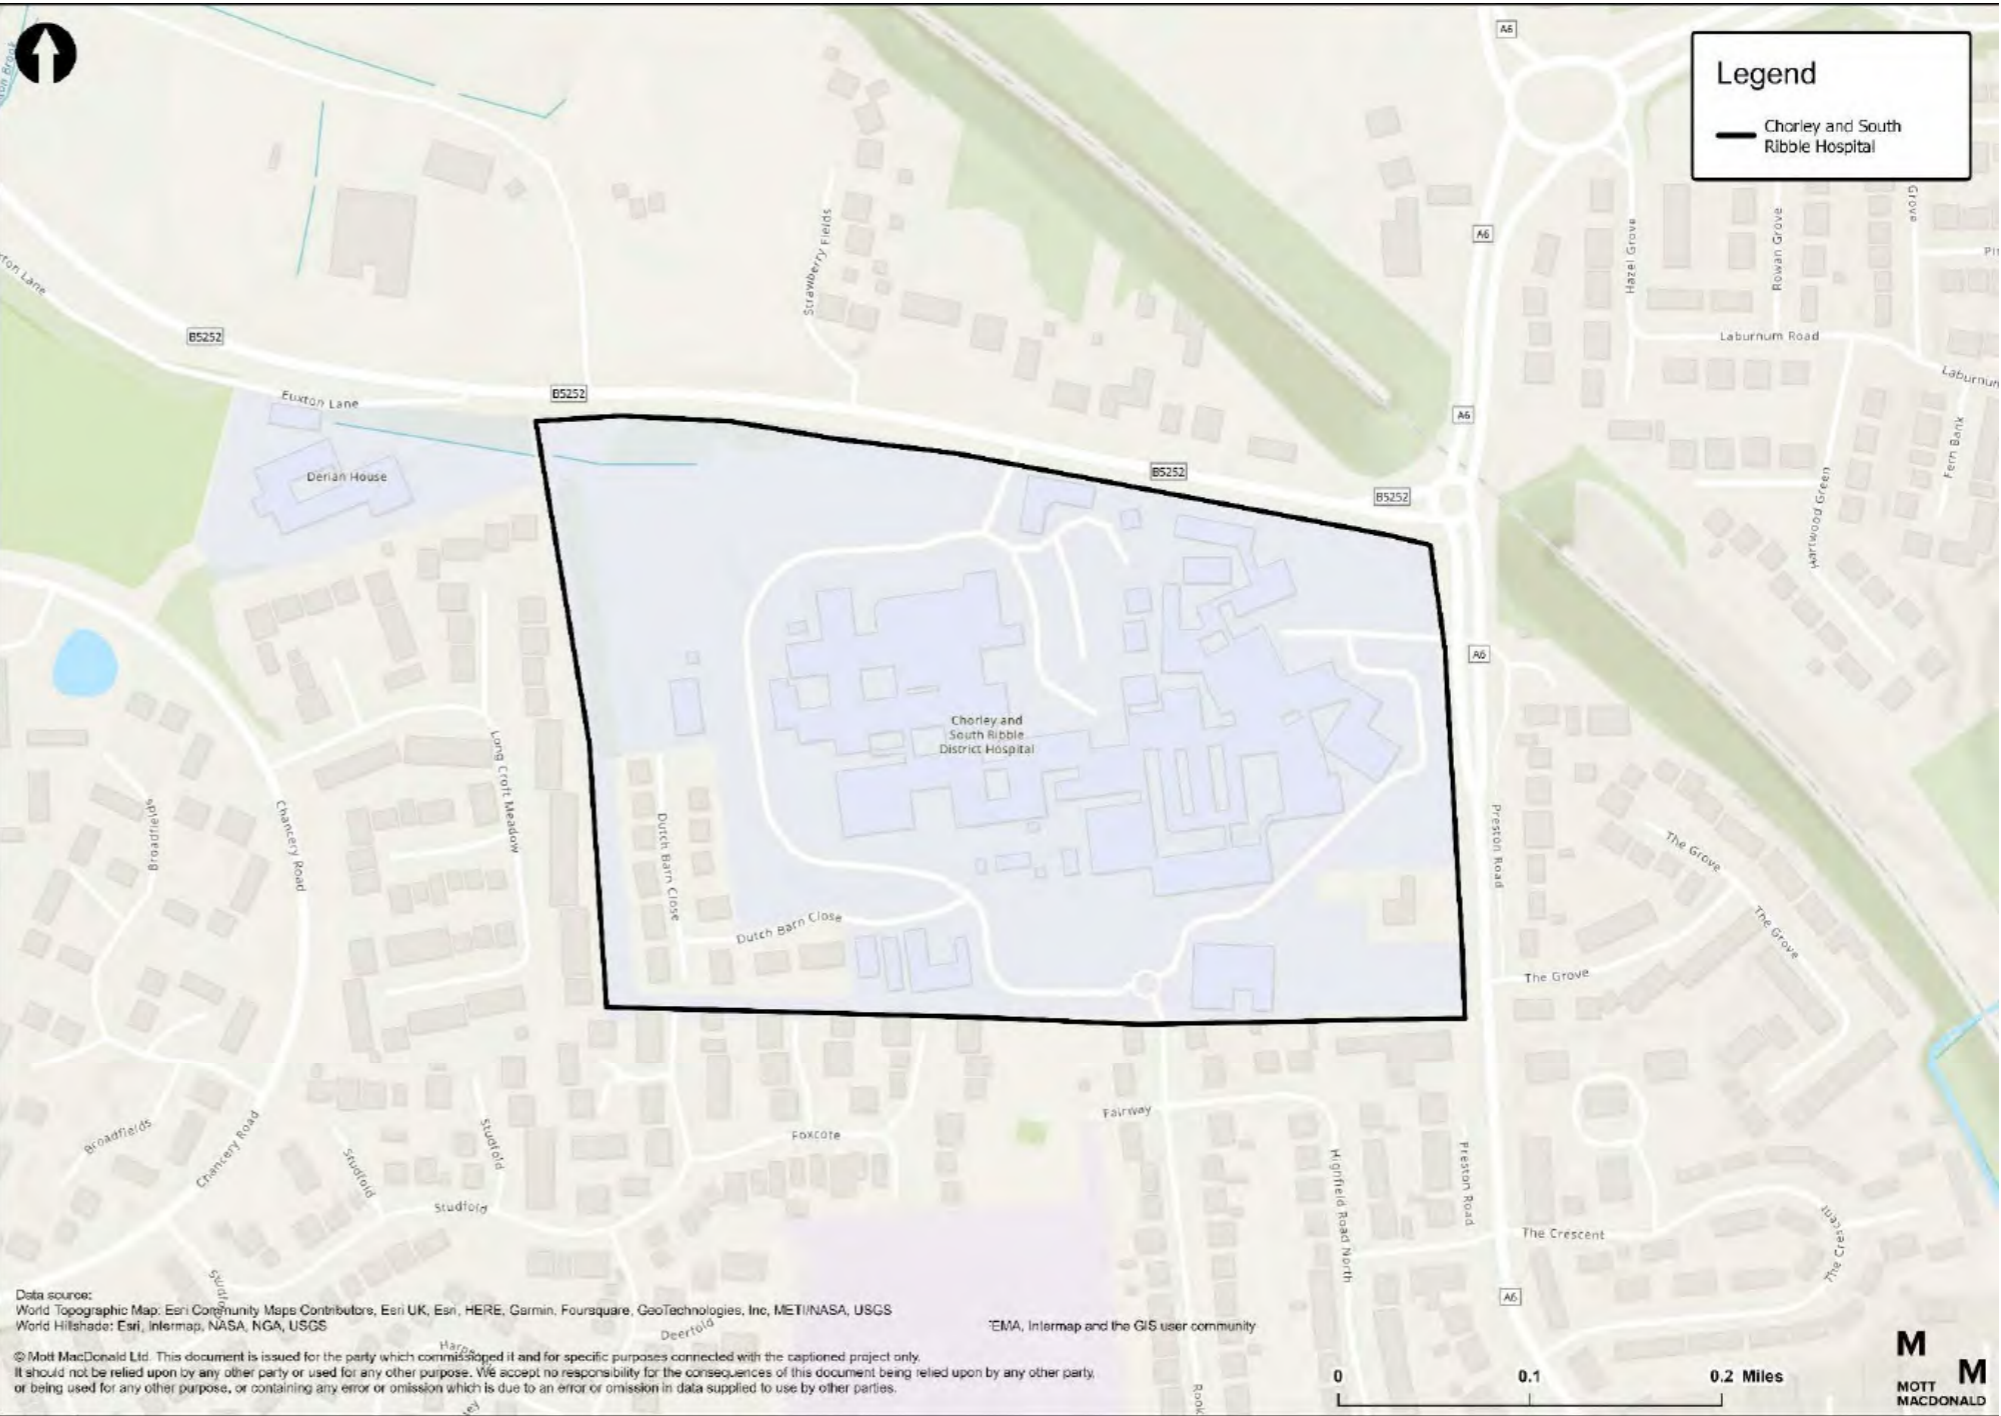 A6
Legend
Chorley and South
Ribble Hospital
Grove
Strawberry Fields
A6
Hazel Grove
Rowan Grove
B5252
Laburnum Road
Euxton Lane
B5252
A6
Fern Bank
Derian House
B5252
B5252
Hartwood Green
A6
Chorley and
South Ribble
District Hospital
Long Croft Meadow
Broadfields
Chancery Road
Dutch Barn Close
Preston Road
The Grove
Dutch Barn Close
The Grove
The Grove
Fairway
Broadfields
Chancery Road
Studfold
Studfold
Foxcote
Studfold
Highfield Road North
Preston Road
The Crescent
The Crescent
A6
Deerfold
Data source:
World Topographic Map: Esri Community Maps Contributors, Esri UK, Esri, HERE, Garmin, Foursquare, GeoTechnologies, Inc, METI/NASA, USGS
World Hillshade: Esri, Intermap, NASA, NGA, USGS
EMA, Intermap and the GIS user community
© Mott MacDonald Ltd. This document is issued for the party which commissioned it and for specific purposes connected with the captioned project only.
It should not be relied upon by any other party or used for any other purpose. We accept no responsibility for the consequences of this document being relied upon by any other party,
or being used for any other purpose, or containing any error or omission which is due to an error or omission in data supplied to use by other parties.
0 0.1 0.2 Miles
M
M
MOTT
MACDONALD